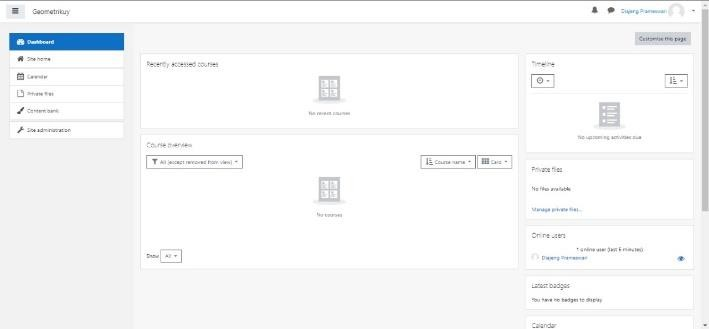 Geometrikuy
Diajeng Prameswari
Customise this page
Dashboard
Site home
Calendar
Private files
Content bank
Site administration
Recently accessed courses
No recent courses
Course overview
All (except removed from view)
Course name
Card
No courses
Show All
Timeline
No upcoming activities due
Private files
No files available
Manage private files...
Online users
1 online user (last 5 minutes)
Diajeng Prameswari
Latest badges
You have no badges to display
Calendar